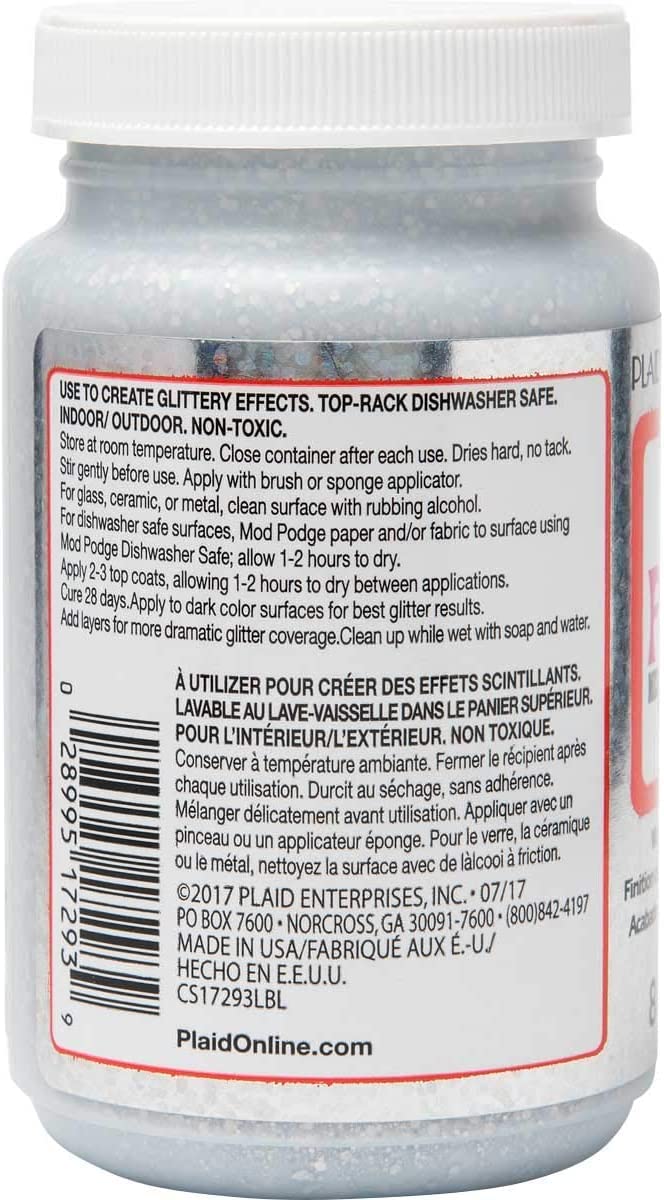 USE TO CREATE GLITTERY EFFECTS. TOP-RACK DISHWASHER SAFE.
INDOOR/ OUTDOOR. NON-TOXIC.
Store at room temperature. Close container after each use. Dries hard, no tack.
Stir gently before use. Apply with brush or sponge applicator.
For glass, ceramic, or metal, clean surface with rubbing alcohol.
For dishwasher safe surfaces, Mod Podge paper and/or fabric to surface using
Mod Podge Dishwasher Safe; allow 1-2 hours to dry.
Apply 2-3 top coats, allowing 1-2 hours to dry between applications.
Cure 28 days.Apply to dark color surfaces for best glitter results.
Add layers for more dramatic glitter coverage.Clean up while wet with soap and water.
À UTILIZER POUR CRÉER DES EFFETS SCINTILLANTS.
LAVABLE AU LAVE-VAISSELLE DANS LE PANIER SUPÉRIEUR.
POUR L'INTÉRIEUR/L'EXTÉRIEUR. NON TOXIQUE.
Conserver à température ambiante. Fermer le récipient après
chaque utilisation. Durcit au séchage, sans adhérence.
Mélanger délicatement avant utilisation. Appliquer avec un
pinceau ou un applicateur éponge. Pour le verre, la céramique
ou le métal, nettoyez la surface avec de làlcool à friction.
©2017 PLAID ENTERPRISES, INC. • 07/17
PO BOX 7600 • NORCROSS, GA 30091-7600 • (800)842-4197
MADE IN USA/FABRIQUÉ AUX É.-U./
HECHO EN E.E.U.U.
CS17293LBL
PlaidOnline.com
0 28995 17293 9